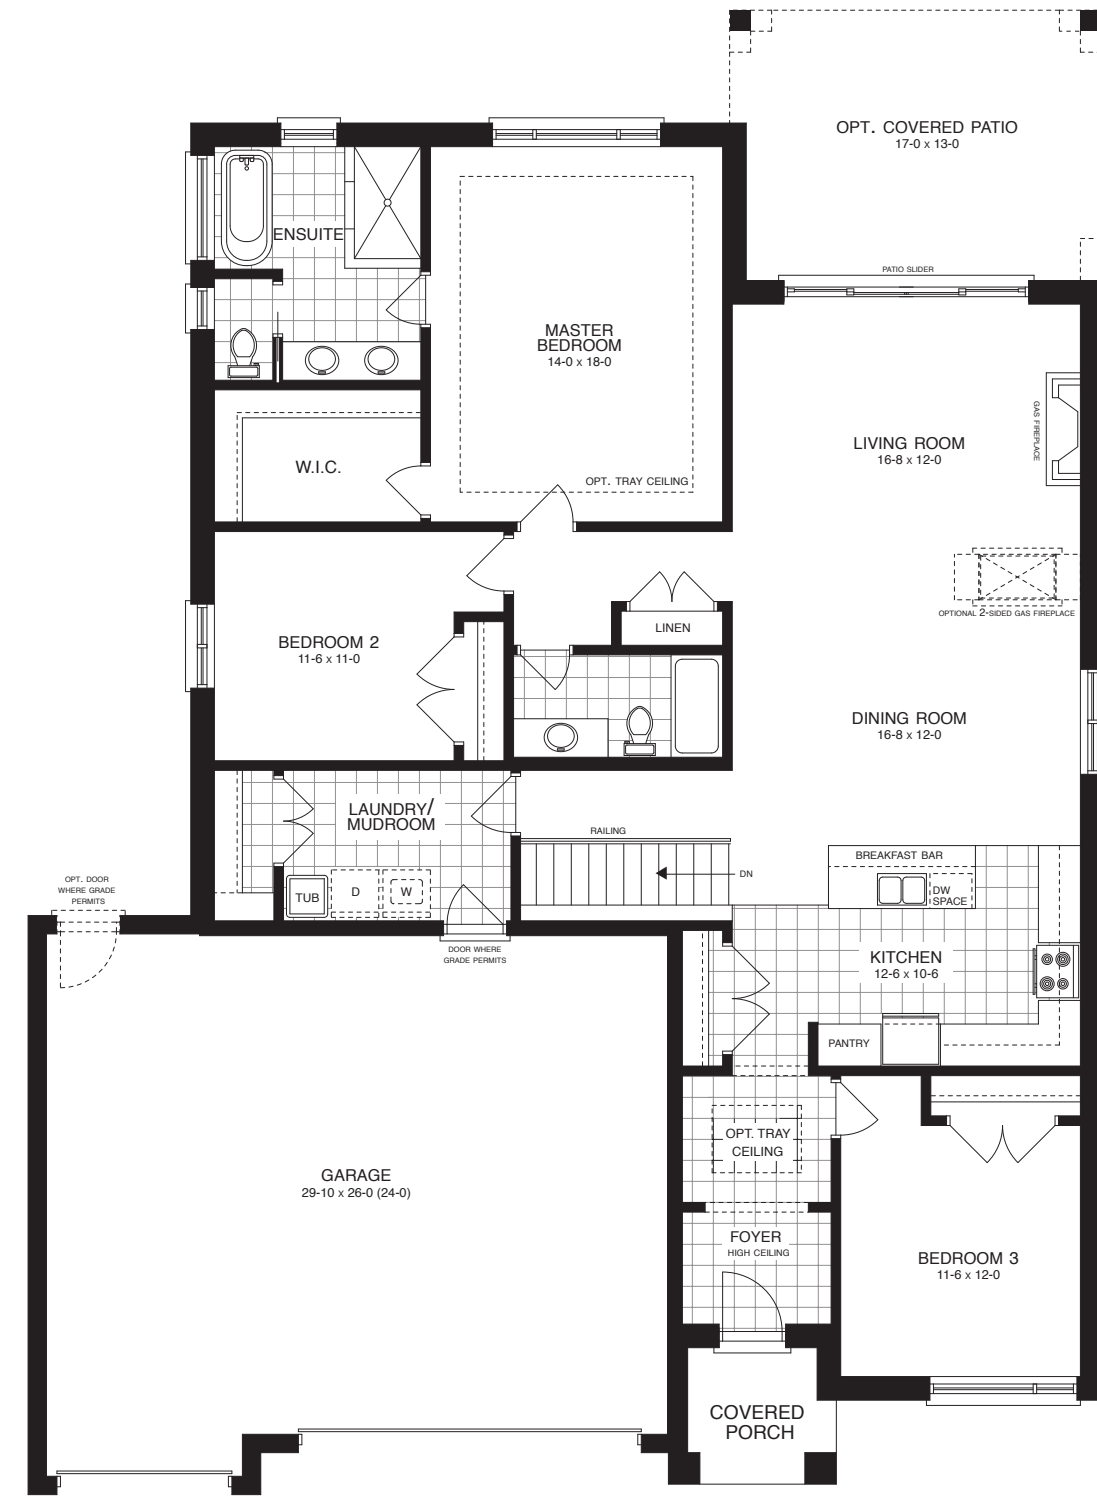 OPT. COVERED PATIO
17-0 x 13-0
PATIO SLIDER
ENSUITE
MASTER
BEDROOM
14-0 x 18-0
OPT. TRAY CEILING
W.I.C.
LIVING ROOM
16-8 x 12-0
GAS FIREPLACE
OPTIONAL 2-SIDED GAS FIREPLACE
LINEN
BEDROOM 2
11-6 x 11-0
DINING ROOM
16-8 x 12-0
LAUNDRY/
MUDROOM
RAILING
DN
TUB
D
W
BREAKFAST BAR
DW
SPACE
OPT. DOOR
WHERE GRADE
PERMITS
DOOR WHERE
GRADE PERMITS
KITCHEN
12-6 x 10-6
PANTRY
OPT. TRAY
CEILING
GARAGE
29-10 x 26-0 (24-0)
FOYER
HIGH CEILING
BEDROOM 3
11-6 x 12-0
COVERED
PORCH